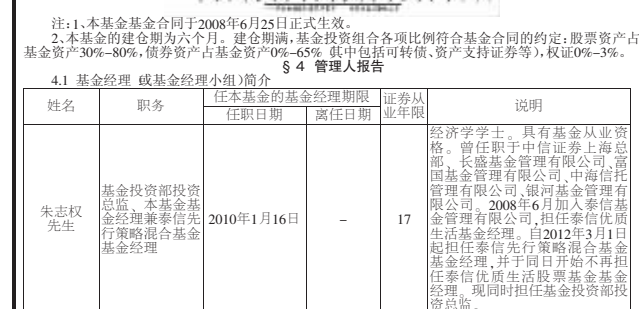 注:1、本基金基金合同于2008年6月25日正式生效。
2、本基金的建仓期为六个月。建仓期满,基金投资组合各项比例符合基金合同的约定:股票资产占
基金资产30%-80%,债券资产占基金资产0%-65%(其中包括可转债、资产支持证券等),权证0%-3%。
§4 管理人报告
4.1 基金经理(或基金经理小组)简介
姓名
职务
任本基金的基金经理期限
任职日期
离任日期
证券从
业年限
说明
朱志权
先生
基金投资部投资
总监、本基金基
金经理兼泰信先
行策略混合基金
基金经理
2010年1月16日
-
17
经济学学士。具有基金从业资
格。曾任职于中信证券上海总
部、长盛基金管理有限公司、富
国基金管理有限公司、中海信托
管理有限公司、银河基金管理有
限公司。2008年6月加入泰信基
金管理有限公司,担任泰信优质
生活基金经理。自2012年3月1日
起担任泰信先行策略混合基金
基金经理,并于同日开始不再担
任泰信优质生活股票基金基金
经理。现同时担任基金投资部投
资总监。